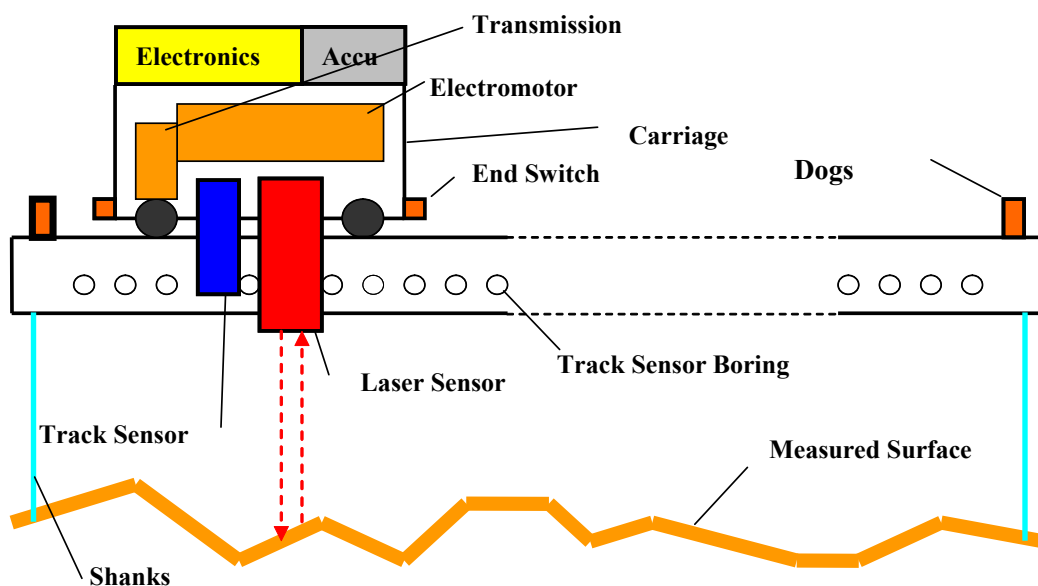 Transmission
Electronics
Accu
Electromotor
Carriage
End Switch
Dogs
Track Sensor Boring
Laser Sensor
Track Sensor
Measured Surface
Shanks